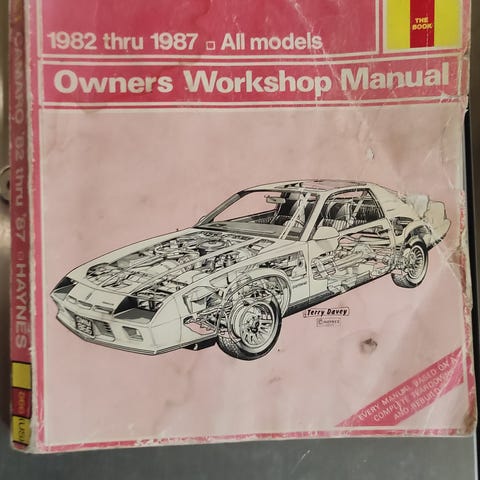 THE
BOOK
1982 thru 1987 ▫ All models
Owners Workshop Manual
CAMARO '82 thru '87 HAYNES
Terry Davey
© HAYNES
EVERY MANUAL BASED ON A
COMPLETE TEARDOWN
AND REBUILD